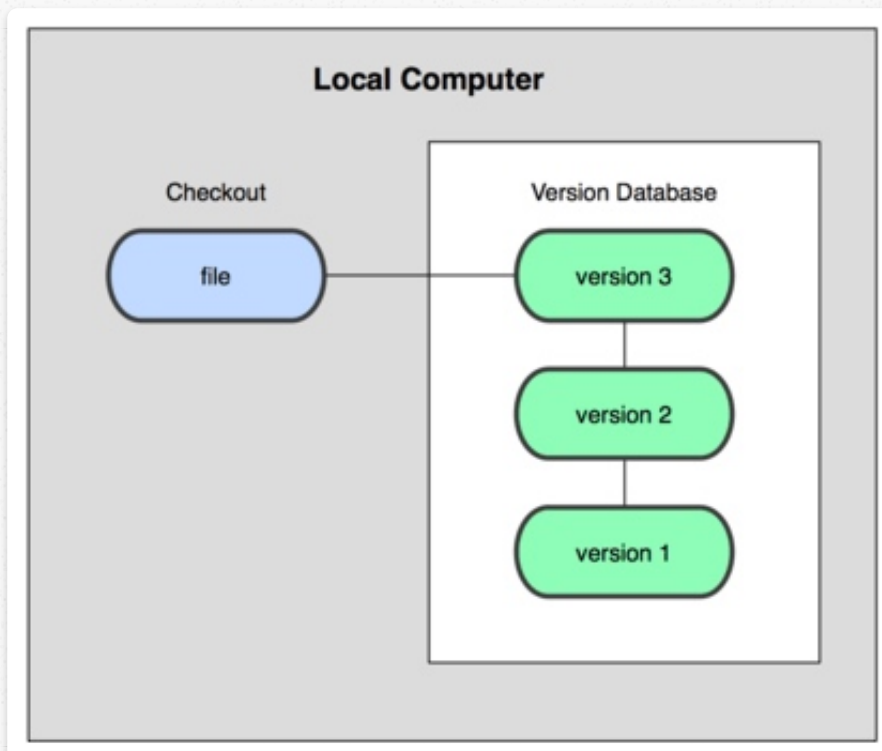 Local Computer
Checkout
Version Database
file
version 3
version 2
version 1